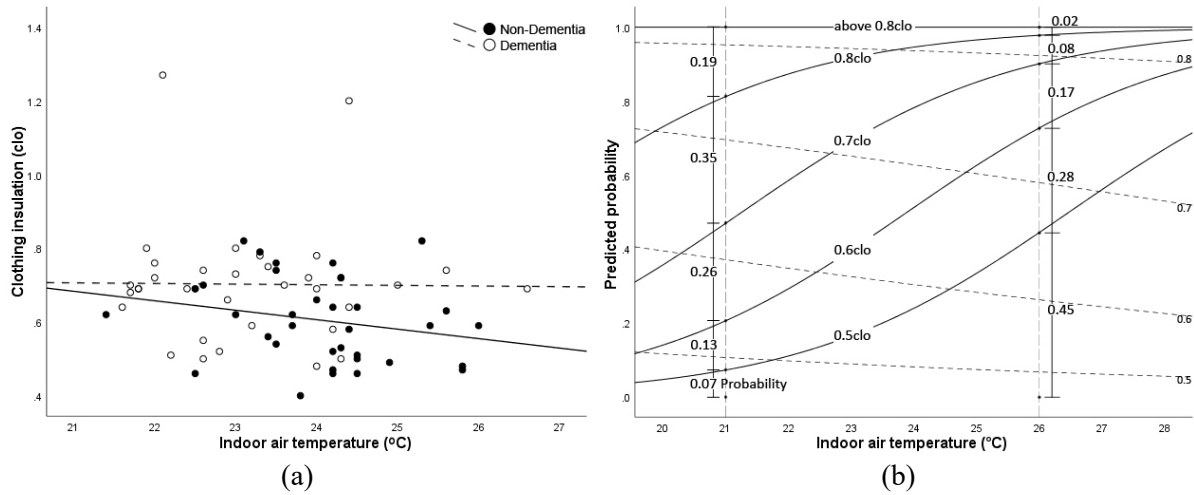 1.4
1.2
1.0
.8
.6
.4
Clothing insulation (clo)
Non-Dementia
Dementia
21 22 23 24 25 26 27
Indoor air temperature (ºC)
(a)
1.0
.8
.6
.4
.2
.0
Predicted probability
above 0.8clo
0.8clo
0.7clo
0.6clo
0.5clo
0.19
0.35
0.26
0.13
0.07 Probability
0.02
0.08
0.17
0.28
0.45
0.8
0.7
0.6
0.5
20 21 22 23 24 25 26 27 28
Indoor air temperature (°C)
(b)